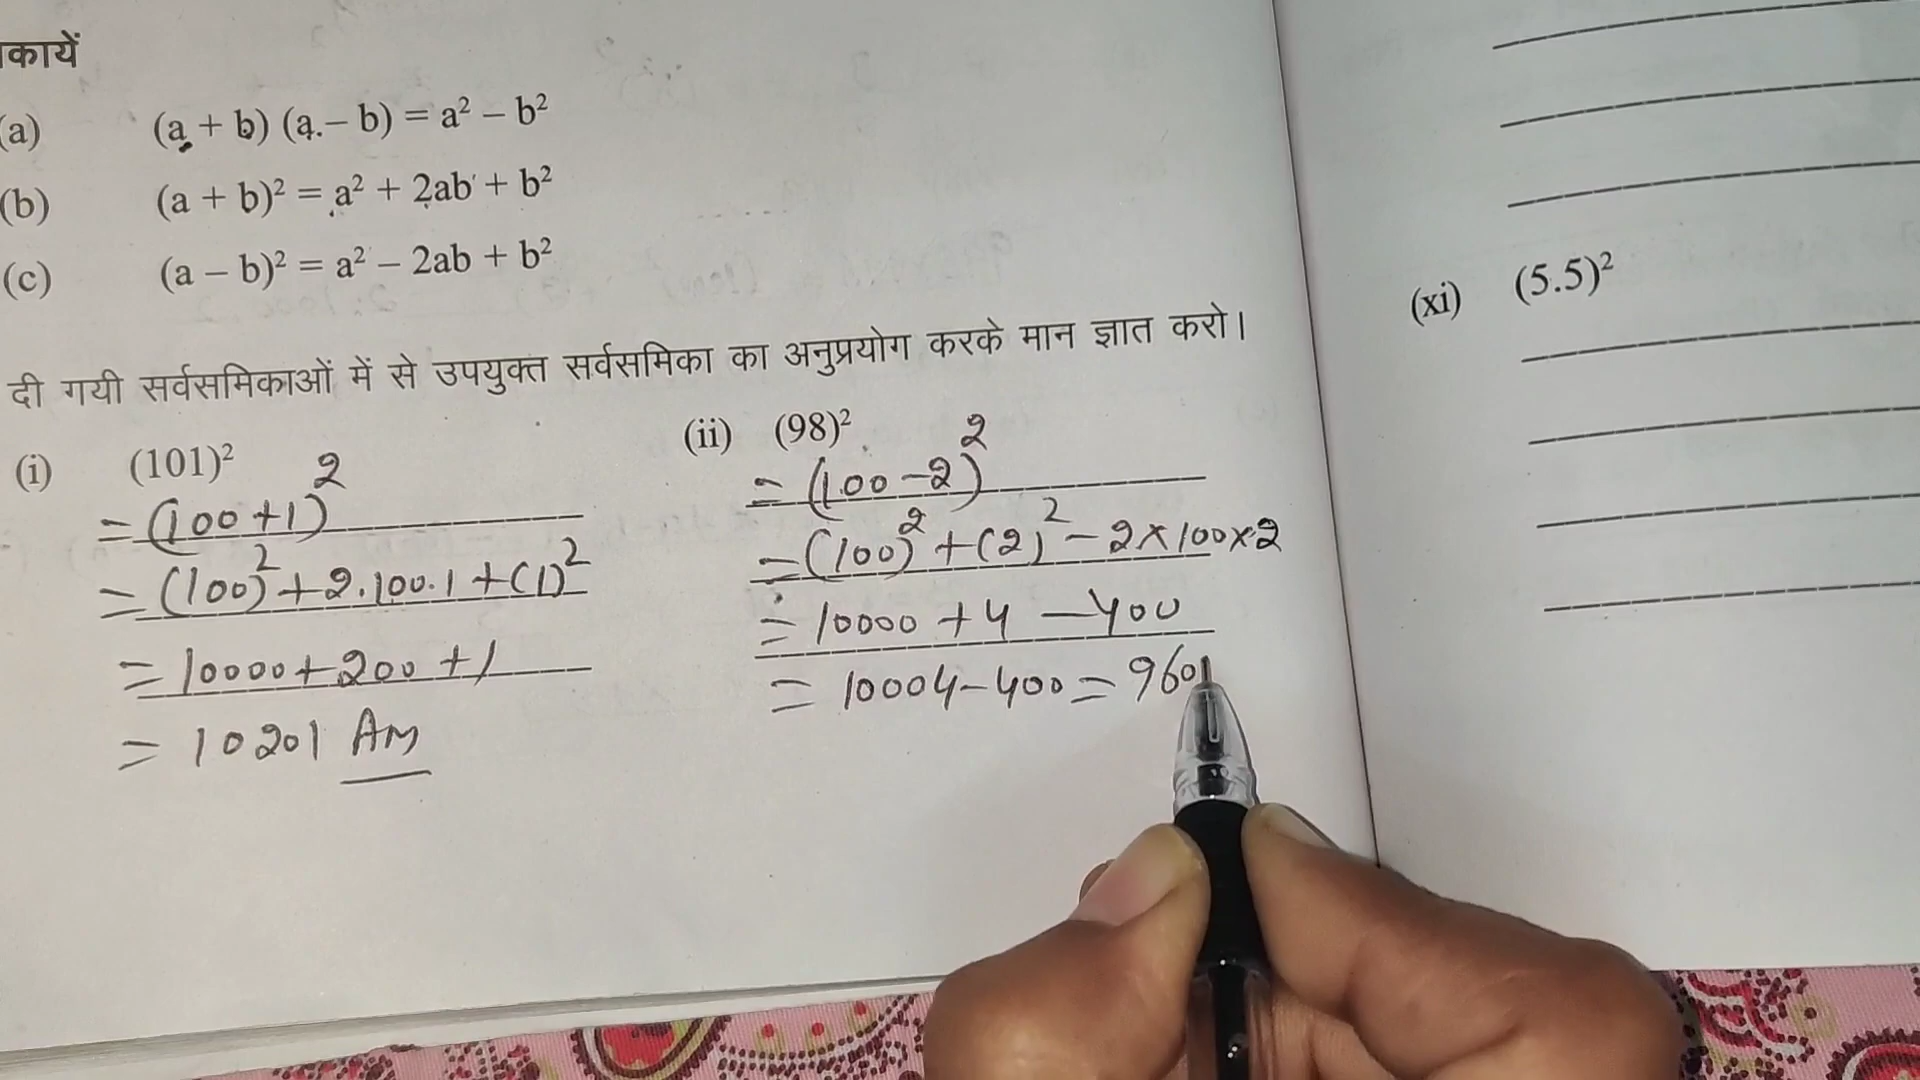 कायें
(a) (a + b) (a – b) = a² – b²
(b) (a + b)² = a² + 2ab + b²
(c) (a – b)² = a² – 2ab + b²
दी गयी सर्वसमिकाओं में से उपयुक्त सर्वसमिका का अनुप्रयोग करके मान ज्ञात करो।
(i) (101)²
= (100 +1)²
= (100)² + 2.100.1 + (1)²
= 10000+200 +1
= 10201 Ans
(ii) (98)²
= (100 -2)²
= (100)² + (2)² - 2×100×2
= 10000 + 4 - 400
= 10004 - 400 = 960
(xi) (5.5)²